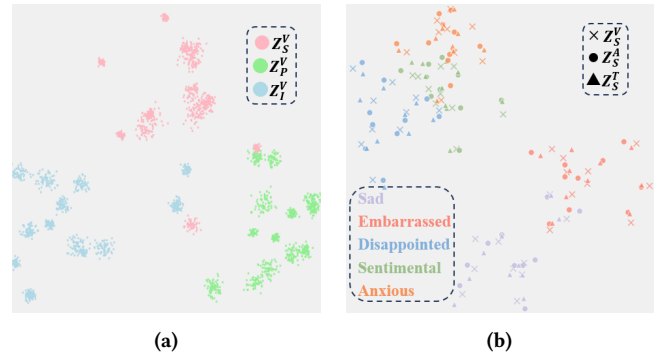 Z_S^V
Z_P^V
Z_I^V
Z_S^V
Z_S^A
Z_S^T
Sad
Embarrassed
Disappointed
Sentimental
Anxious
(a)
(b)